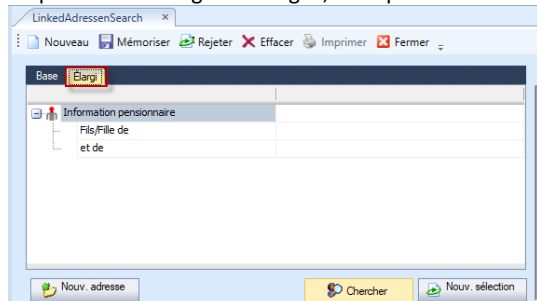 LinkedAdressenSearch ×
Nouveau Mémoriser Rejeter Effacer Imprimer Fermer
Base Élargi
Information pensionnaire
Fils/Fille de
et de
Nouv. adresse Chercher Nouv. sélection